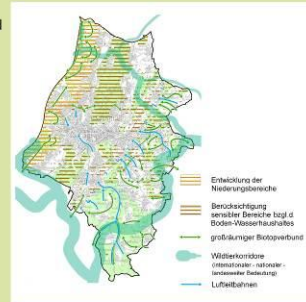 Entwicklung der
Niederungsbereiche
Berücksichtigung
sensibler Bereiche bzgl.d.
Boden-Wasserhaushaltes
großräumiger Biotopverbund
Wildtierkorridore
(internationaler - nationaler -
landesweiter Bedeutung)
Luftleitbahnen